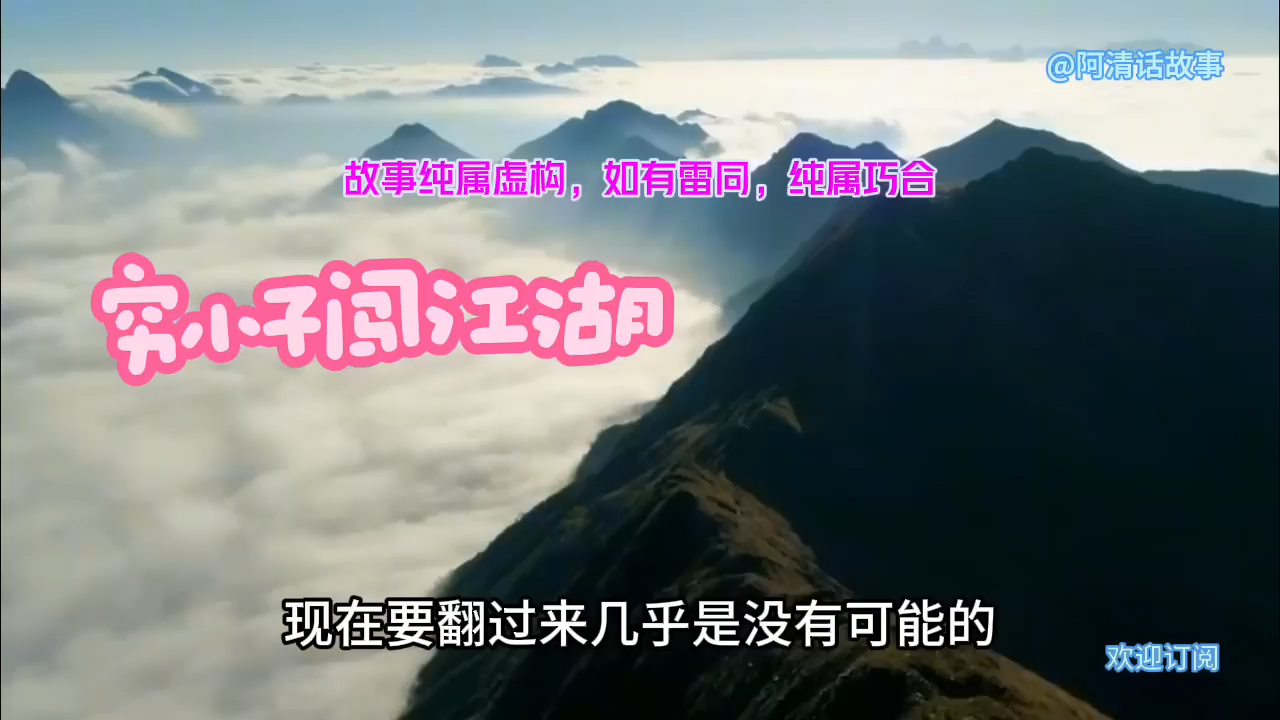 @阿清话故事
故事纯属虚构，如有雷同，纯属巧合
穷小子闯江湖
现在要翻过来几乎是没有可能的
欢迎订阅